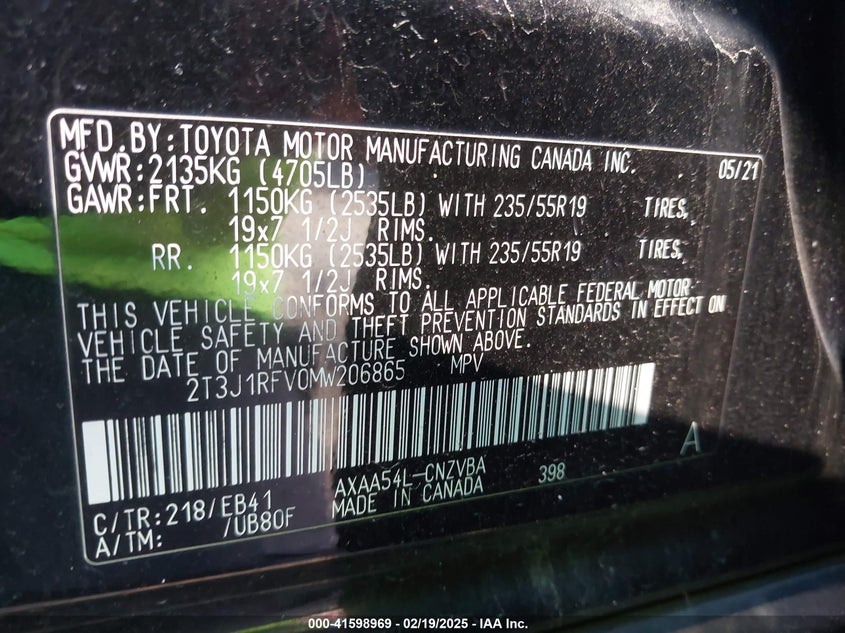 MFD.BY:TOYOTA MOTOR MANUFACTURING CANADA INC. 05/21
GVWR:2135KG (4705LB)
GAWR:FRT. 1150KG (2535LB) WITH 235/55R19 TIRES,
19x7 1/2J RIMS.
RR. 1150KG (2535LB) WITH 235/55R19 TIRES,
19x7 1/2J RIMS.
THIS VEHICLE CONFORMS TO ALL APPLICABLE FEDERAL MOTOR
VEHICLE SAFETY AND THEFT PREVENTION STANDARDS IN EFFECT ON
THE DATE OF MANUFACTURE SHOWN ABOVE.
2T3J1RFV0MW206865 MPV
A
C/TR:218/EB41 AXAA54L-CNZVBA 398
A/TM: /UB80F MADE IN CANADA
000-41598969 - 02/19/2025 - IAA Inc.